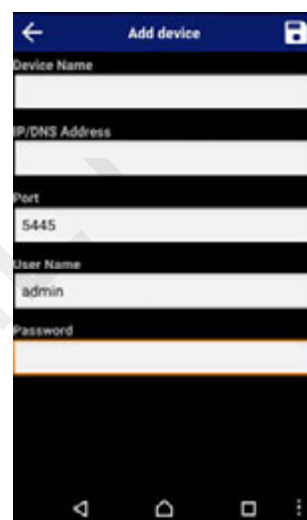 Add device
Device Name
IP/DNS Address
Port
5445
User Name
admin
Password